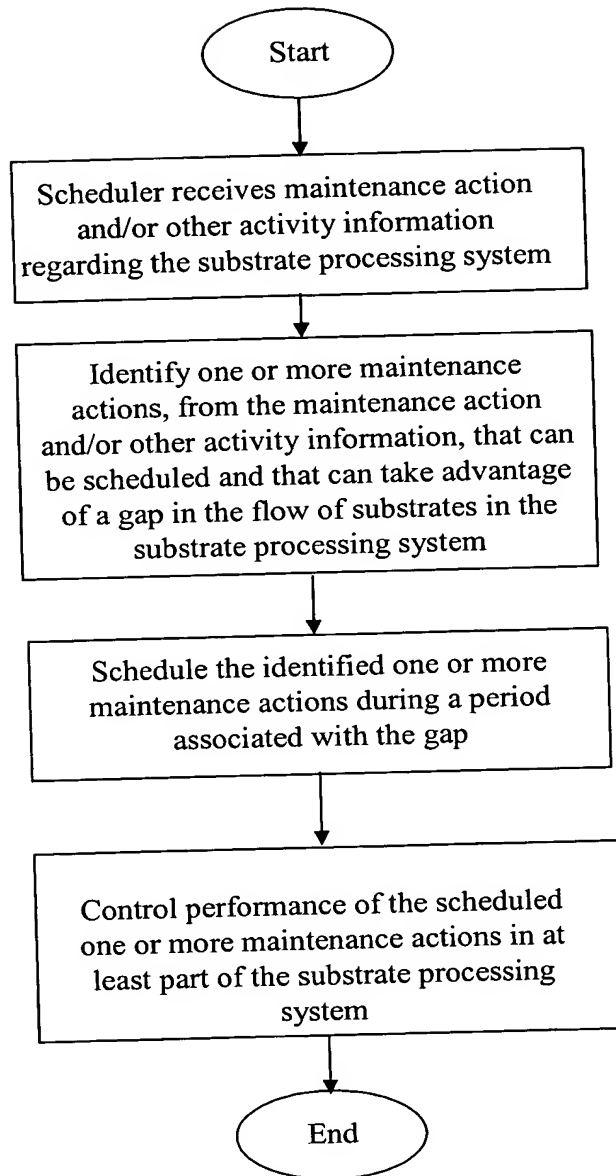 Start
Scheduler receives maintenance action
and/or other activity information
regarding the substrate processing system
Identify one or more maintenance
actions, from the maintenance action
and/or other activity information, that can
be scheduled and that can take advantage
of a gap in the flow of substrates in the
substrate processing system
Schedule the identified one or more
maintenance actions during a period
associated with the gap
Control performance of the scheduled
one or more maintenance actions in at
least part of the substrate processing
system
End